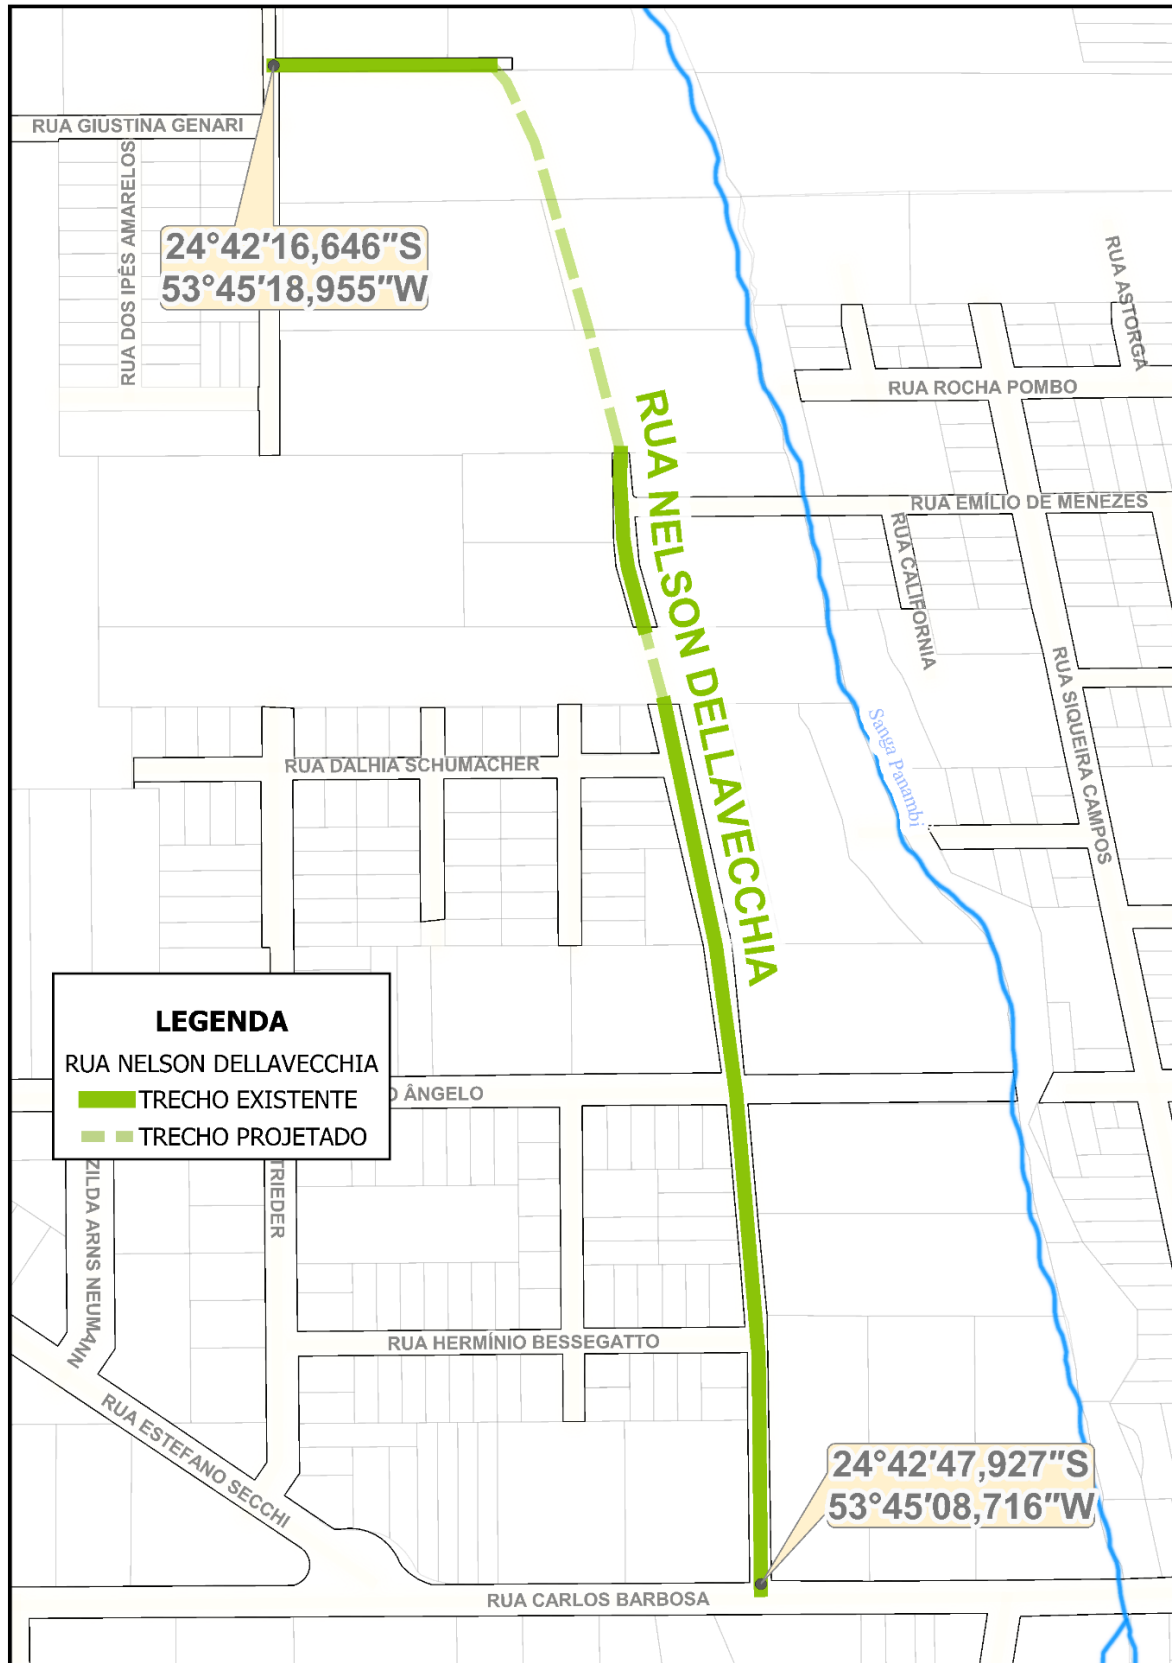 RUA GIUSTINA GENARI
RUA DOS IPÊS AMARELOS
24°42'16,646"S
53°45'18,955"W
RUA ASTORGA
RUA ROCHA POMBO
RUA NELSON DELLAVECCHIA
RUA EMÍLIO DE MENEZES
RUA CALIFORNIA
RUA SIQUEIRA CAMPOS
Sanga Panambi
RUA DALHIA SCHUMACHER
LEGENDA
RUA NELSON DELLAVECCHIA
TRECHO EXISTENTE
TRECHO PROJETADO
O ÂNGELO
ZILDA ARNS NEUMANN
TRIEDER
RUA HERMÍNIO BESSEGATTO
RUA ESTEFANO SECCHI
24°42'47,927"S
53°45'08,716"W
RUA CARLOS BARBOSA